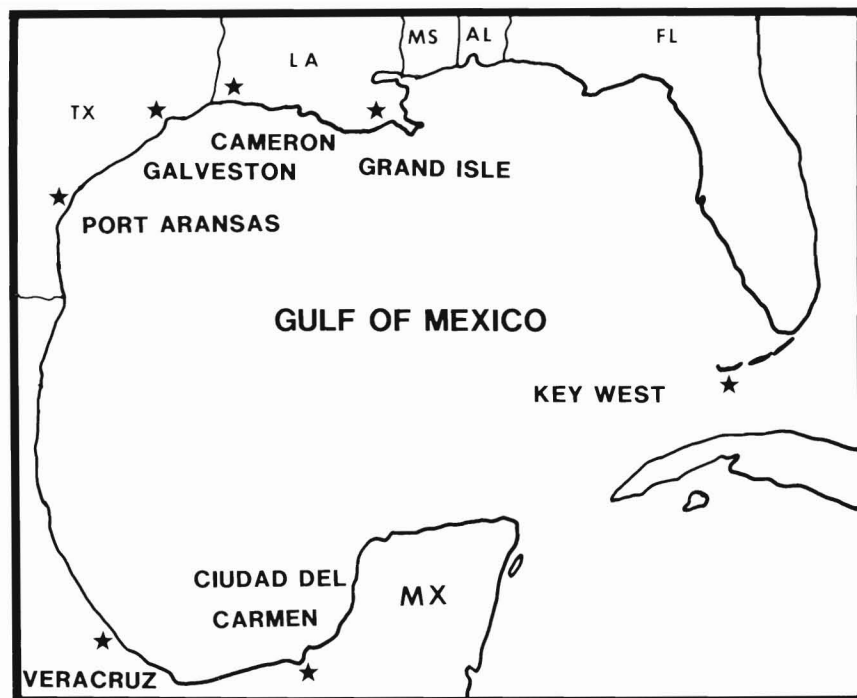 MS
AL
FL
LA
TX
CAMERON
GALVESTON
GRAND ISLE
PORT ARANSAS
GULF OF MEXICO
KEY WEST
CIUDAD DEL
CARMEN
MX
VERACRUZ